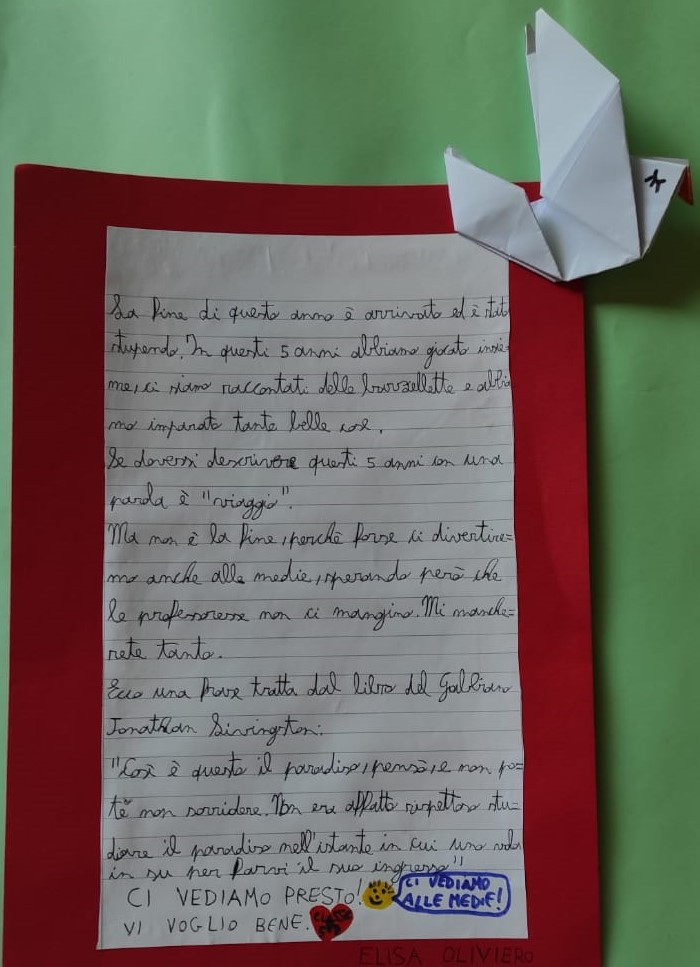 La fine di questo anno è arrivata ed è stato
stupendo. In questi 5 anni abbiamo giocato insie-
me, ci siamo raccontati delle barzellette e abbia
mo imparato tante belle cose.
Se dovessi descrivere questi 5 anni con una
parola è "viaggio".
Ma non è la fine, perchè forse ci divertire=
mo anche alle medie, sperando però che
le professoresse non ci mangino. Mi manche=
rete tanto.
Ecco una frase tratta dal libro del Gabbiano
Jonathan Livingston:
"Così è questo il paradiso, pensò, e non po=
tè non sorridere. Non era affatto rispettoso stu-
diare il paradiso nell'istante in cui uno vola
in su per farvi il suo ingresso"
CI VEDIAMO PRESTO!
CI VEDIAMO
ALLE MEDIE!
VI VOGLIO BENE.
CLASSE
ELISA OLIVIERO